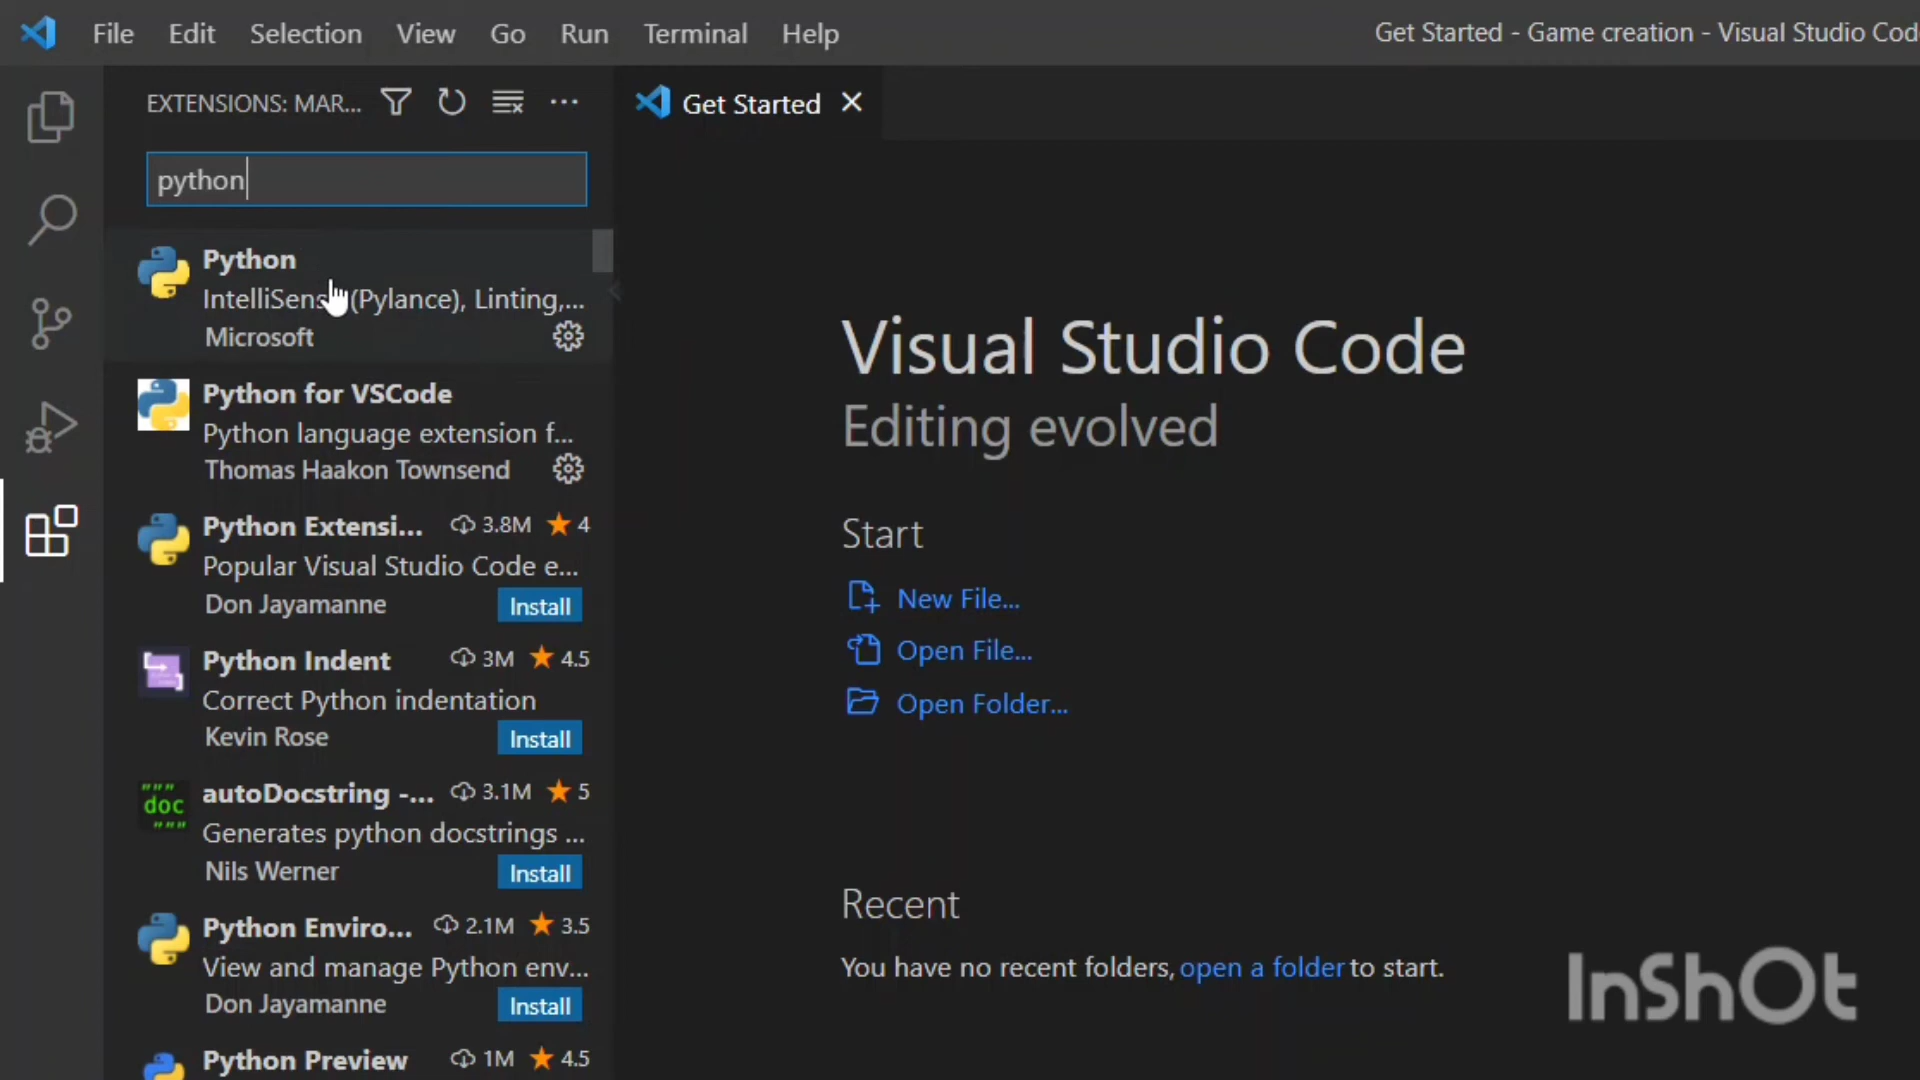 File Edit Selection View Go Run Terminal Help
Get Started - Game creation - Visual Studio Cod
EXTENSIONS: MAR...
Get Started
python
Python
IntelliSens (Pylance), Linting,...
Microsoft
Python for VSCode
Python language extension f...
Thomas Haakon Townsend
Python Extensi... 3.8M 4
Popular Visual Studio Code e...
Don Jayamanne Install
Python Indent 3M 4.5
Correct Python indentation
Kevin Rose Install
"""
doc
"""
autoDocstring -... 3.1M 5
Generates python docstrings ...
Nils Werner Install
Python Enviro... 2.1M 3.5
View and manage Python env...
Don Jayamanne Install
Python Preview 1M 4.5
Visual Studio Code
Editing evolved
Start
New File...
Open File...
Open Folder...
Recent
You have no recent folders, open a folder to start.
InShOt